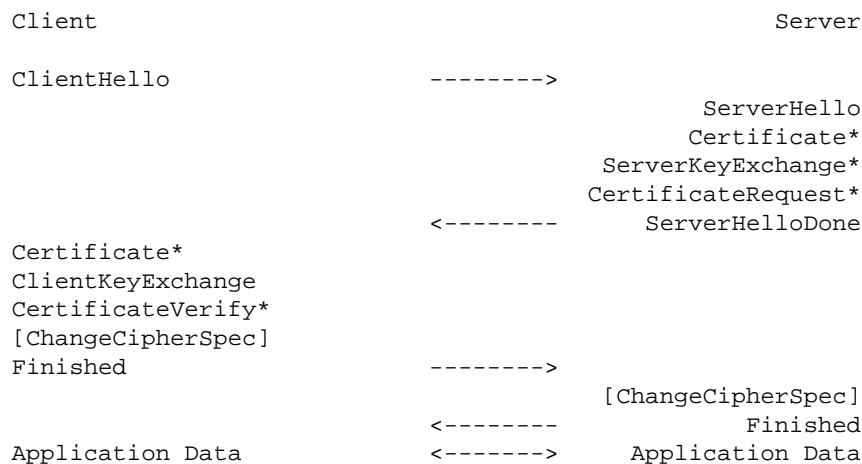 Client                                               Server

ClientHello                  -------->
                                                ServerHello
                                               Certificate*
                                         ServerKeyExchange*
                                        CertificateRequest*
                             <--------      ServerHelloDone
Certificate*
ClientKeyExchange
CertificateVerify*
[ChangeCipherSpec]
Finished                     -------->
                                         [ChangeCipherSpec]
                             <--------             Finished
Application Data             <------->     Application Data